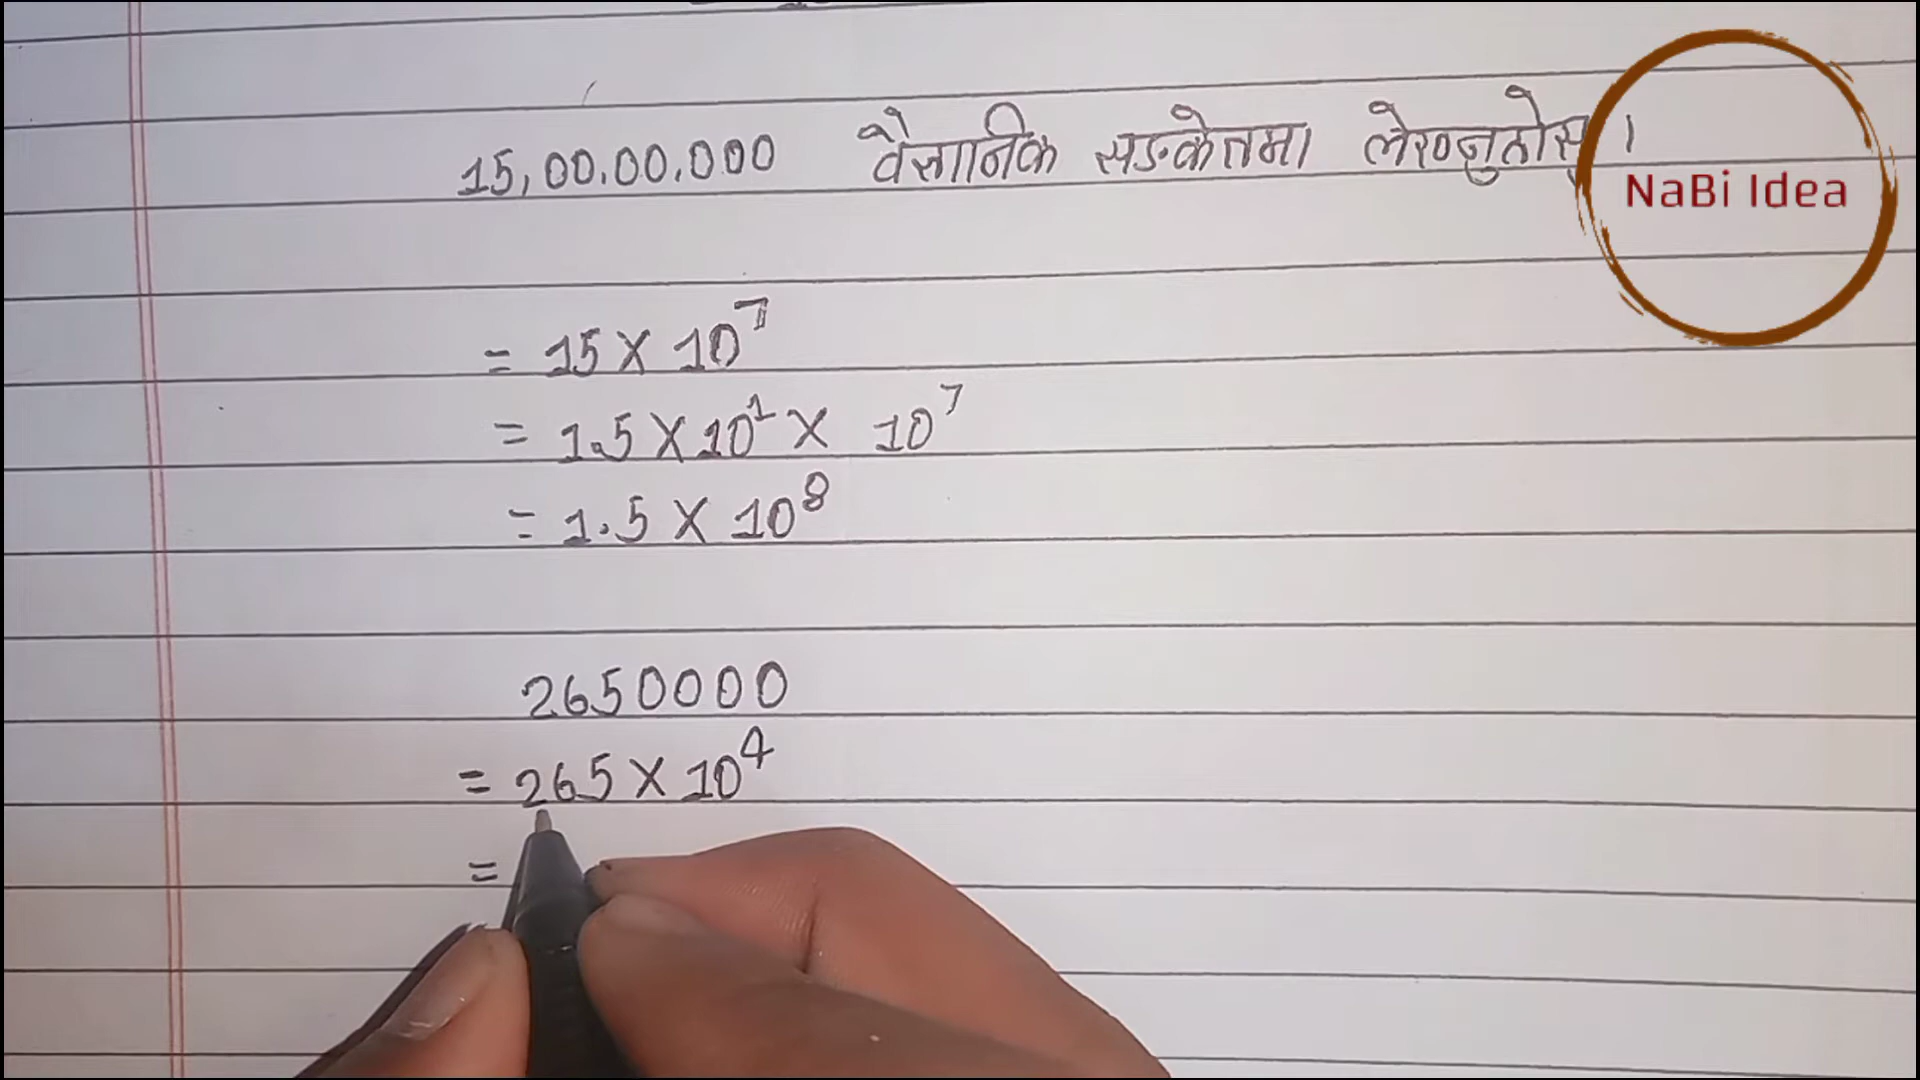 15,00,00,000 वैज्ञानिक सङकेतमा लेख्नुहोस् ।
NaBi Idea
= 15 × 10⁷
= 1.5 × 10¹ × 10⁷
= 1.5 × 10⁸
2650000
= 265 × 10⁴
=